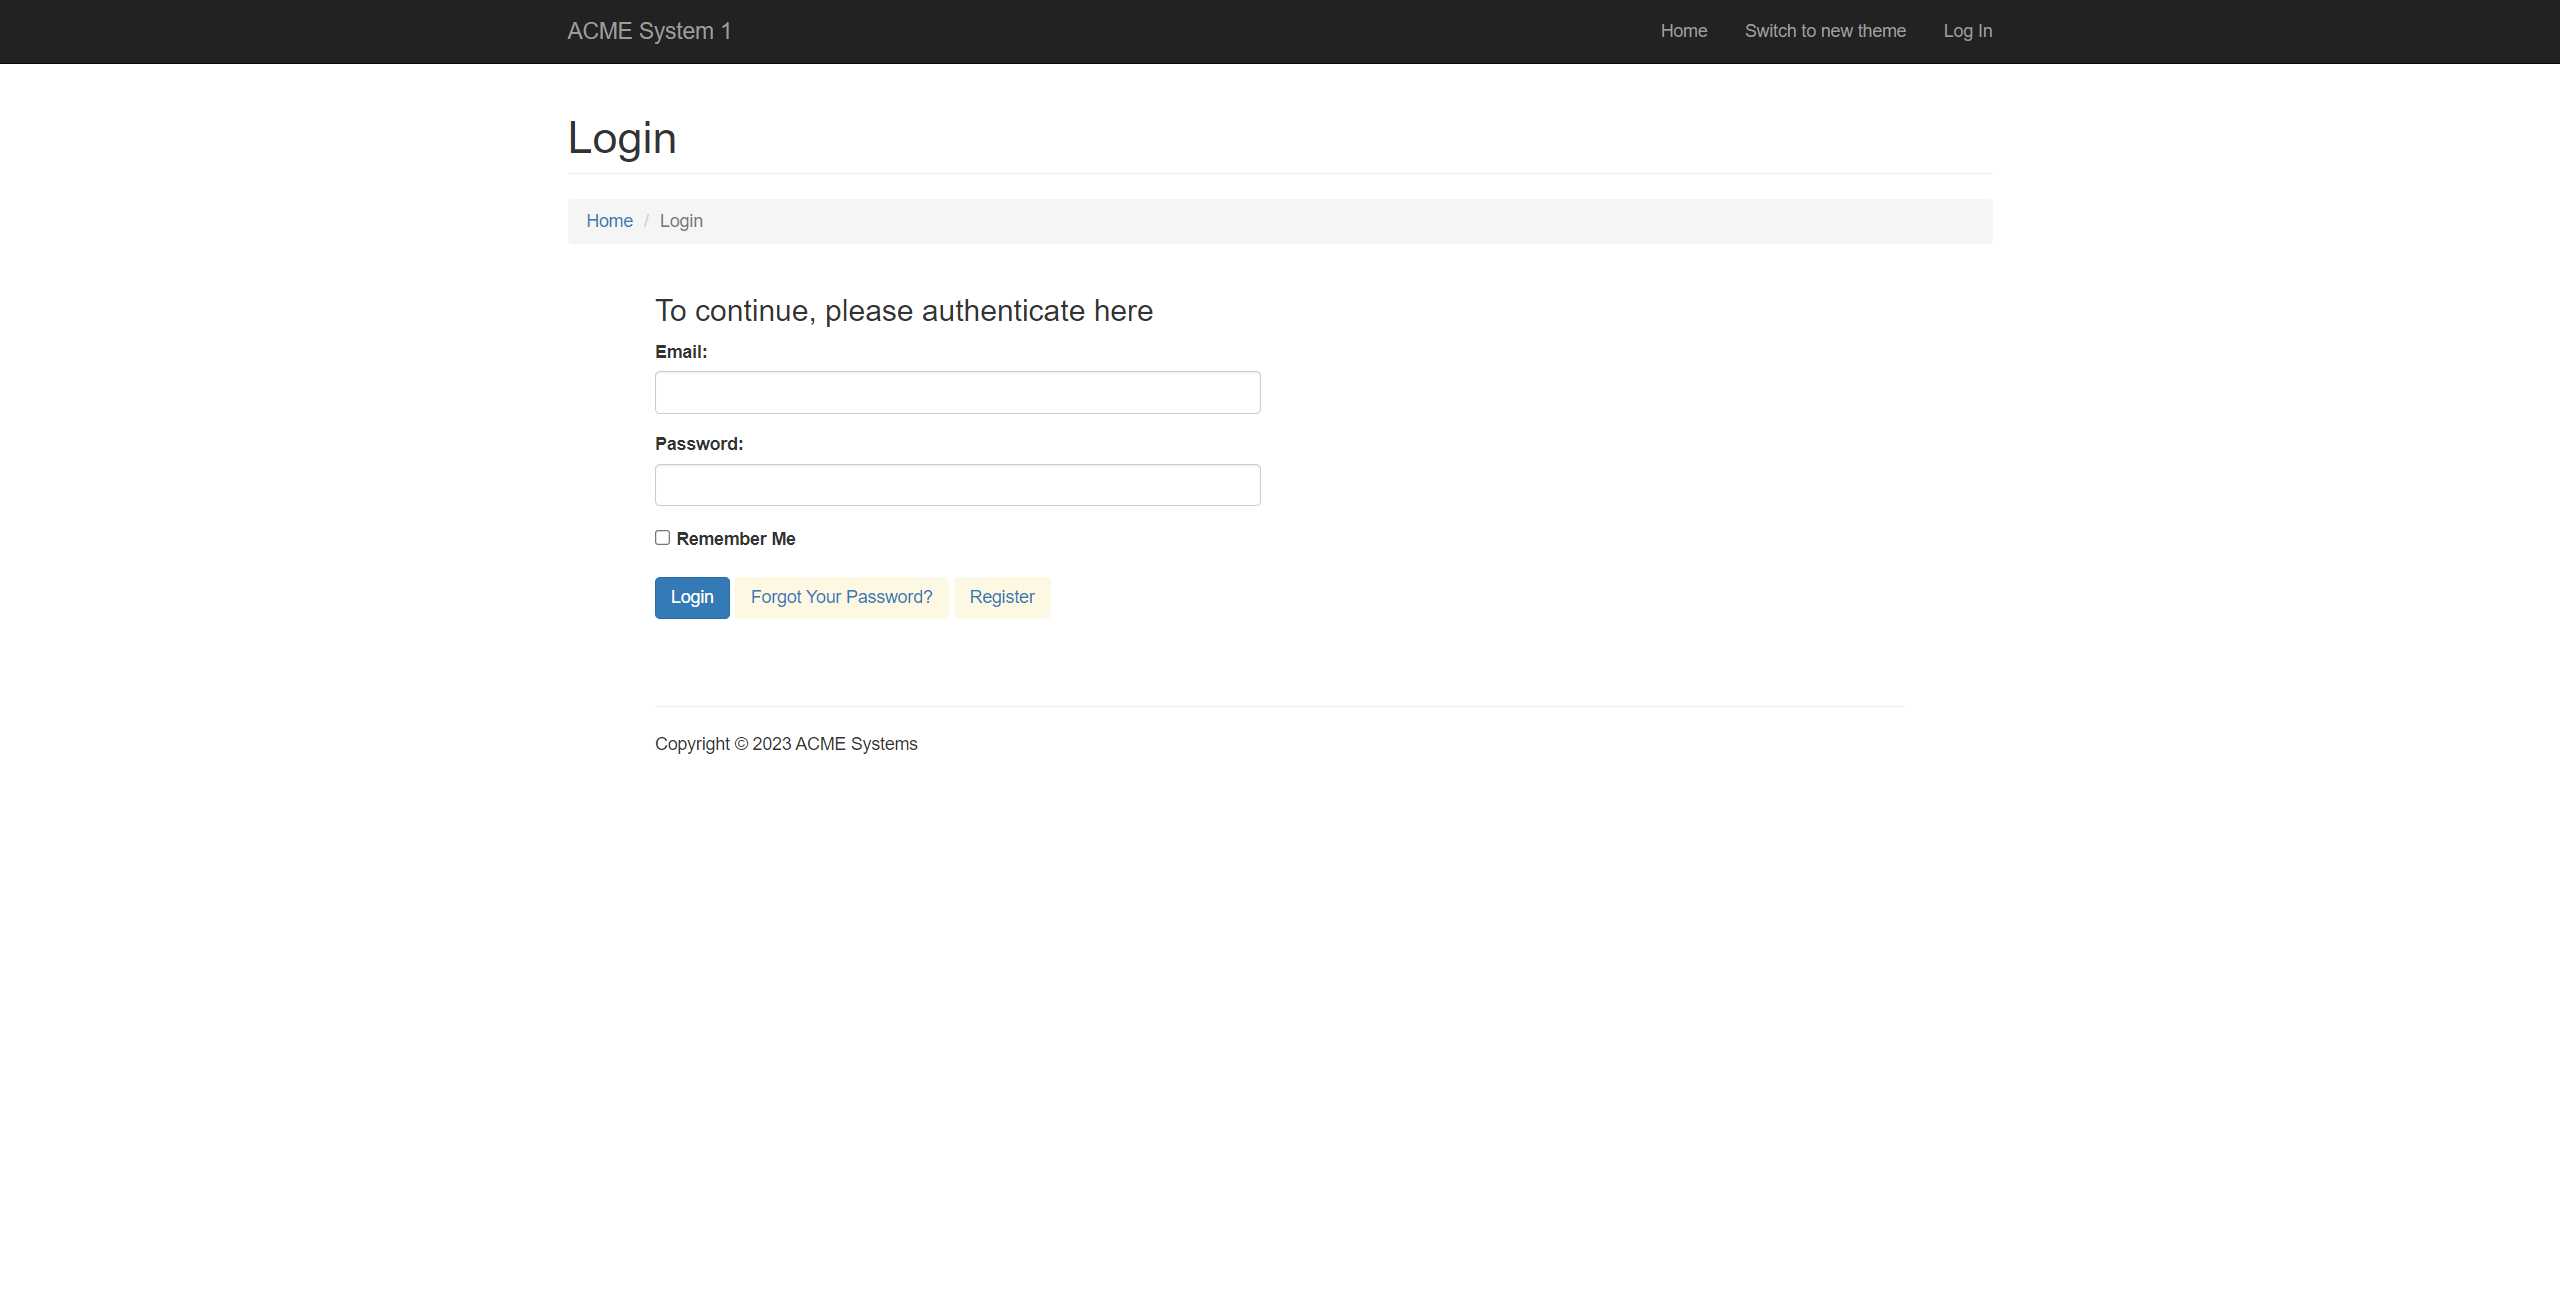 ACME System 1 Home Switch to new theme Log In
Login
Home / Login
To continue, please authenticate here
Email:
Password:
Remember Me
Login Forgot Your Password? Register
Copyright © 2023 ACME Systems